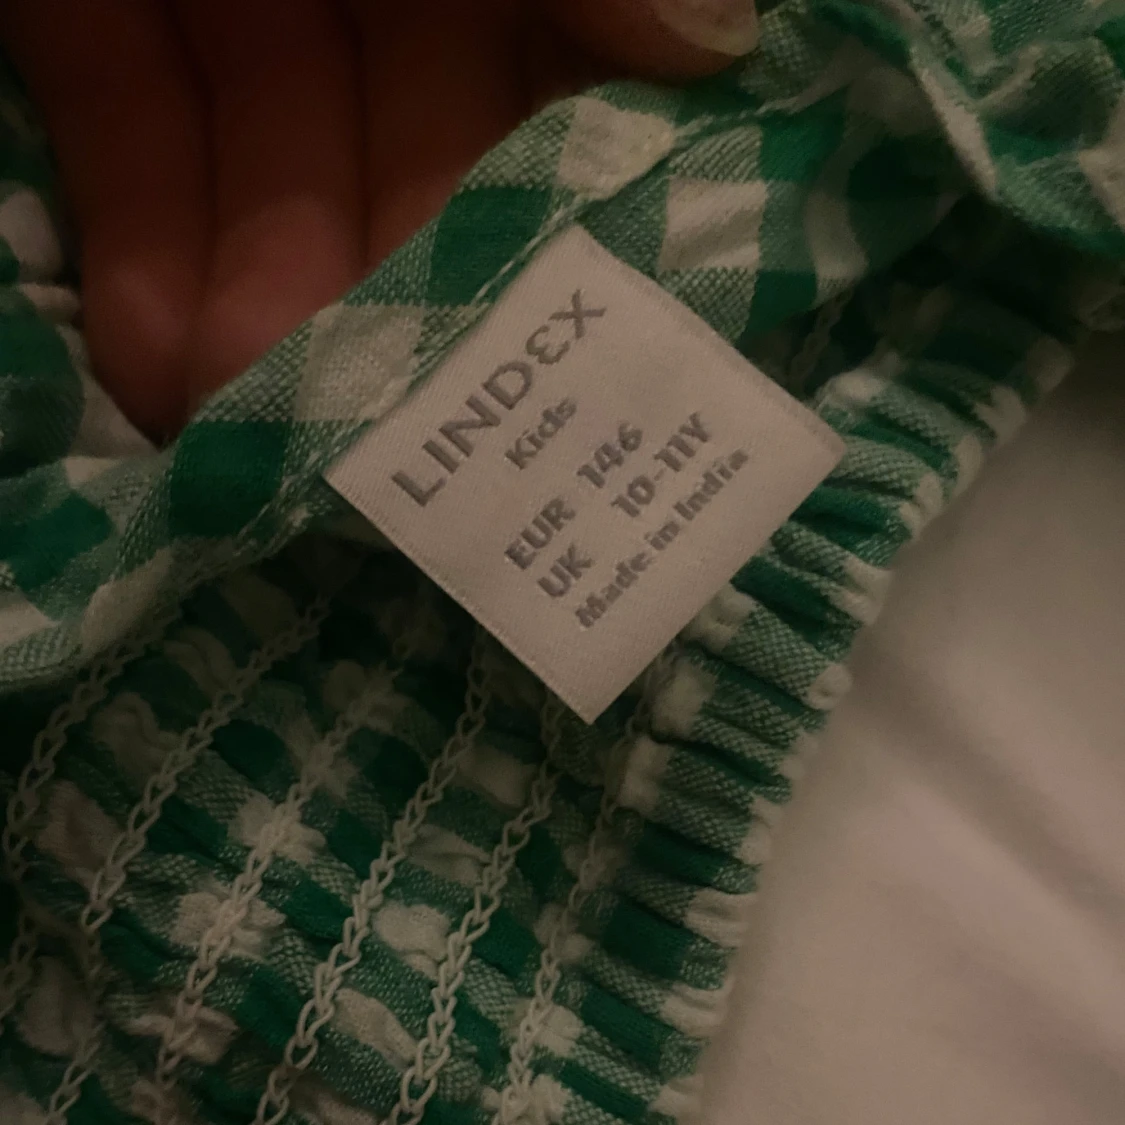 LINDEX
Kids
EUR 146
UK 10-11Y
Made in India